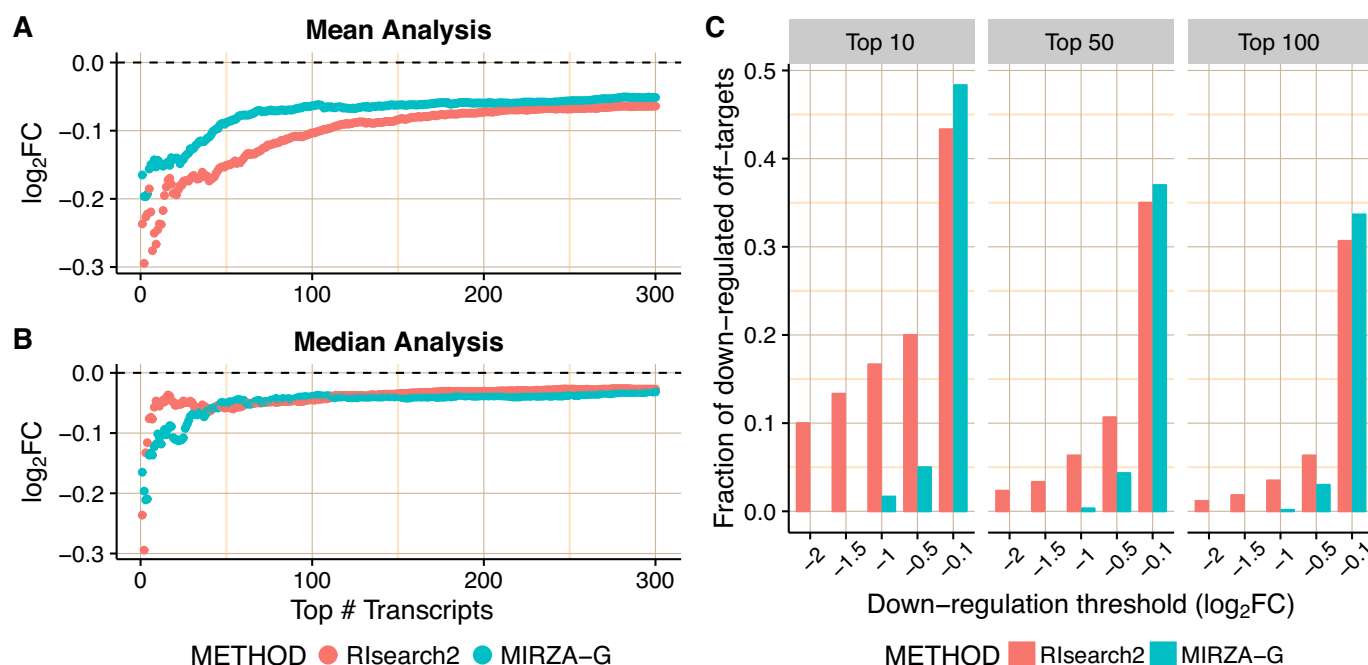 A
Mean Analysis
log2FC
0.0
−0.1
−0.2
−0.3
0 100 200 300
B
Median Analysis
log2FC
0.0
−0.1
−0.2
−0.3
0 100 200 300
Top # Transcripts
METHOD RIsearch2 MIRZA−G
C
Top 10 Top 50 Top 100
Fraction of down−regulated off−targets
0.5
0.4
0.3
0.2
0.1
0.0
−2 −1.5 −1 −0.5 −0.1 −2 −1.5 −1 −0.5 −0.1 −2 −1.5 −1 −0.5 −0.1
Down−regulation threshold (log2FC)
METHOD RIsearch2 MIRZA−G